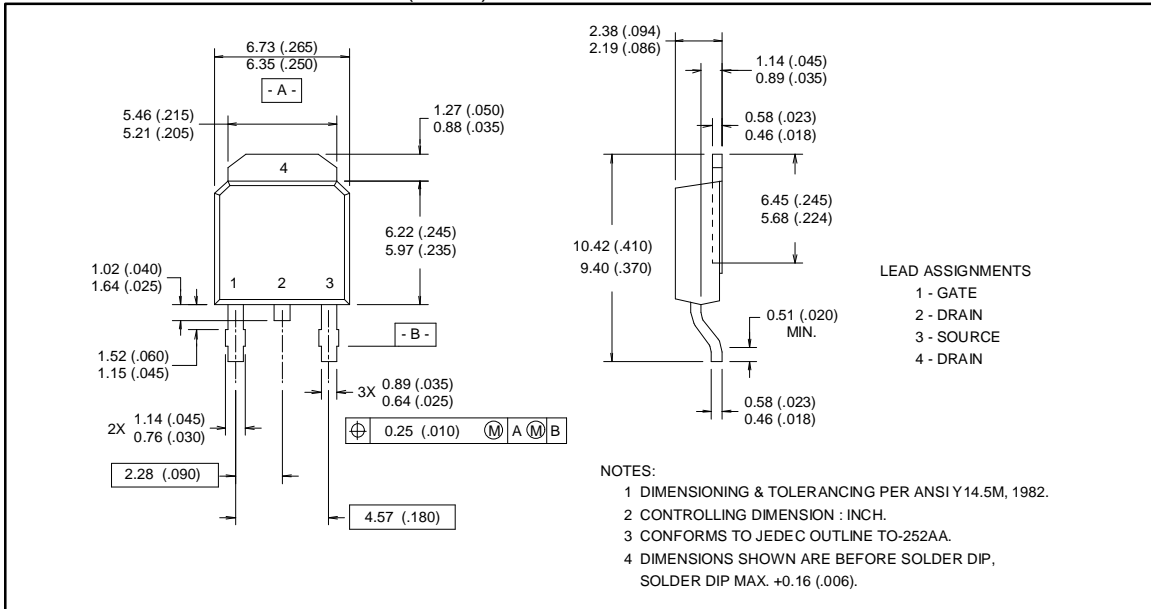 6.73 (.265)
6.35 (.250)
- A -
5.46 (.215)
5.21 (.205)
1.27 (.050)
0.88 (.035)
4
6.22 (.245)
5.97 (.235)
1.02 (.040)
1.64 (.025)
1 2 3
- B -
1.52 (.060)
1.15 (.045)
3X 0.89 (.035)
0.64 (.025)
2X 1.14 (.045)
0.76 (.030)
⌖ 0.25 (.010) Ⓜ A Ⓜ B
2.28 (.090)
4.57 (.180)
2.38 (.094)
2.19 (.086)
1.14 (.045)
0.89 (.035)
0.58 (.023)
0.46 (.018)
6.45 (.245)
5.68 (.224)
10.42 (.410)
9.40 (.370)
0.51 (.020)
MIN.
0.58 (.023)
0.46 (.018)
LEAD ASSIGNMENTS
1 - GATE
2 - DRAIN
3 - SOURCE
4 - DRAIN
NOTES:
1 DIMENSIONING & TOLERANCING PER ANSI Y14.5M, 1982.
2 CONTROLLING DIMENSION : INCH.
3 CONFORMS TO JEDEC OUTLINE TO-252AA.
4 DIMENSIONS SHOWN ARE BEFORE SOLDER DIP,
SOLDER DIP MAX. +0.16 (.006).